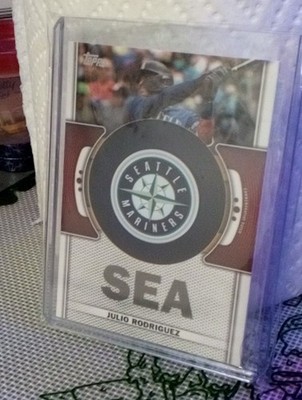 Topps
SEATTLE
MARINERS
SEA
JULIO RODRIGUEZ